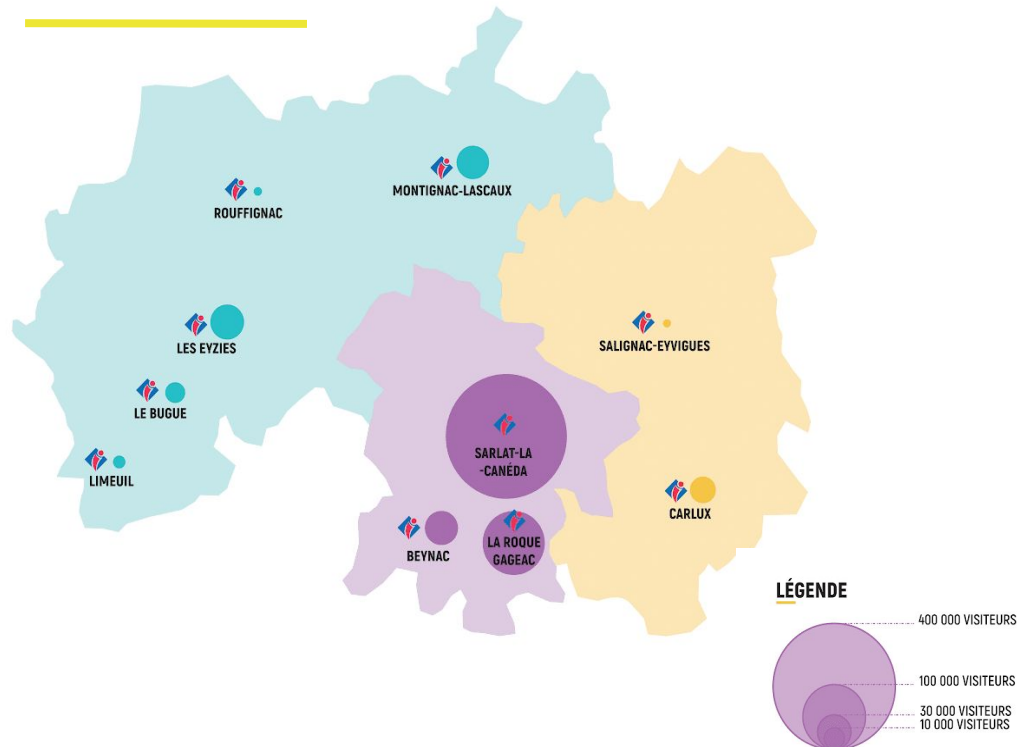 MONTIGNAC-LASCAUX
ROUFFIGNAC
LES EYZIES
SALIGNAC-EYVIGUES
LE BUGUE
SARLAT-LA
-CANÉDA
LIMEUIL
CARLUX
BEYNAC
LA ROQUE
GAGEAC
LÉGENDE
400 000 VISITEURS
100 000 VISITEURS
30 000 VISITEURS
10 000 VISITEURS